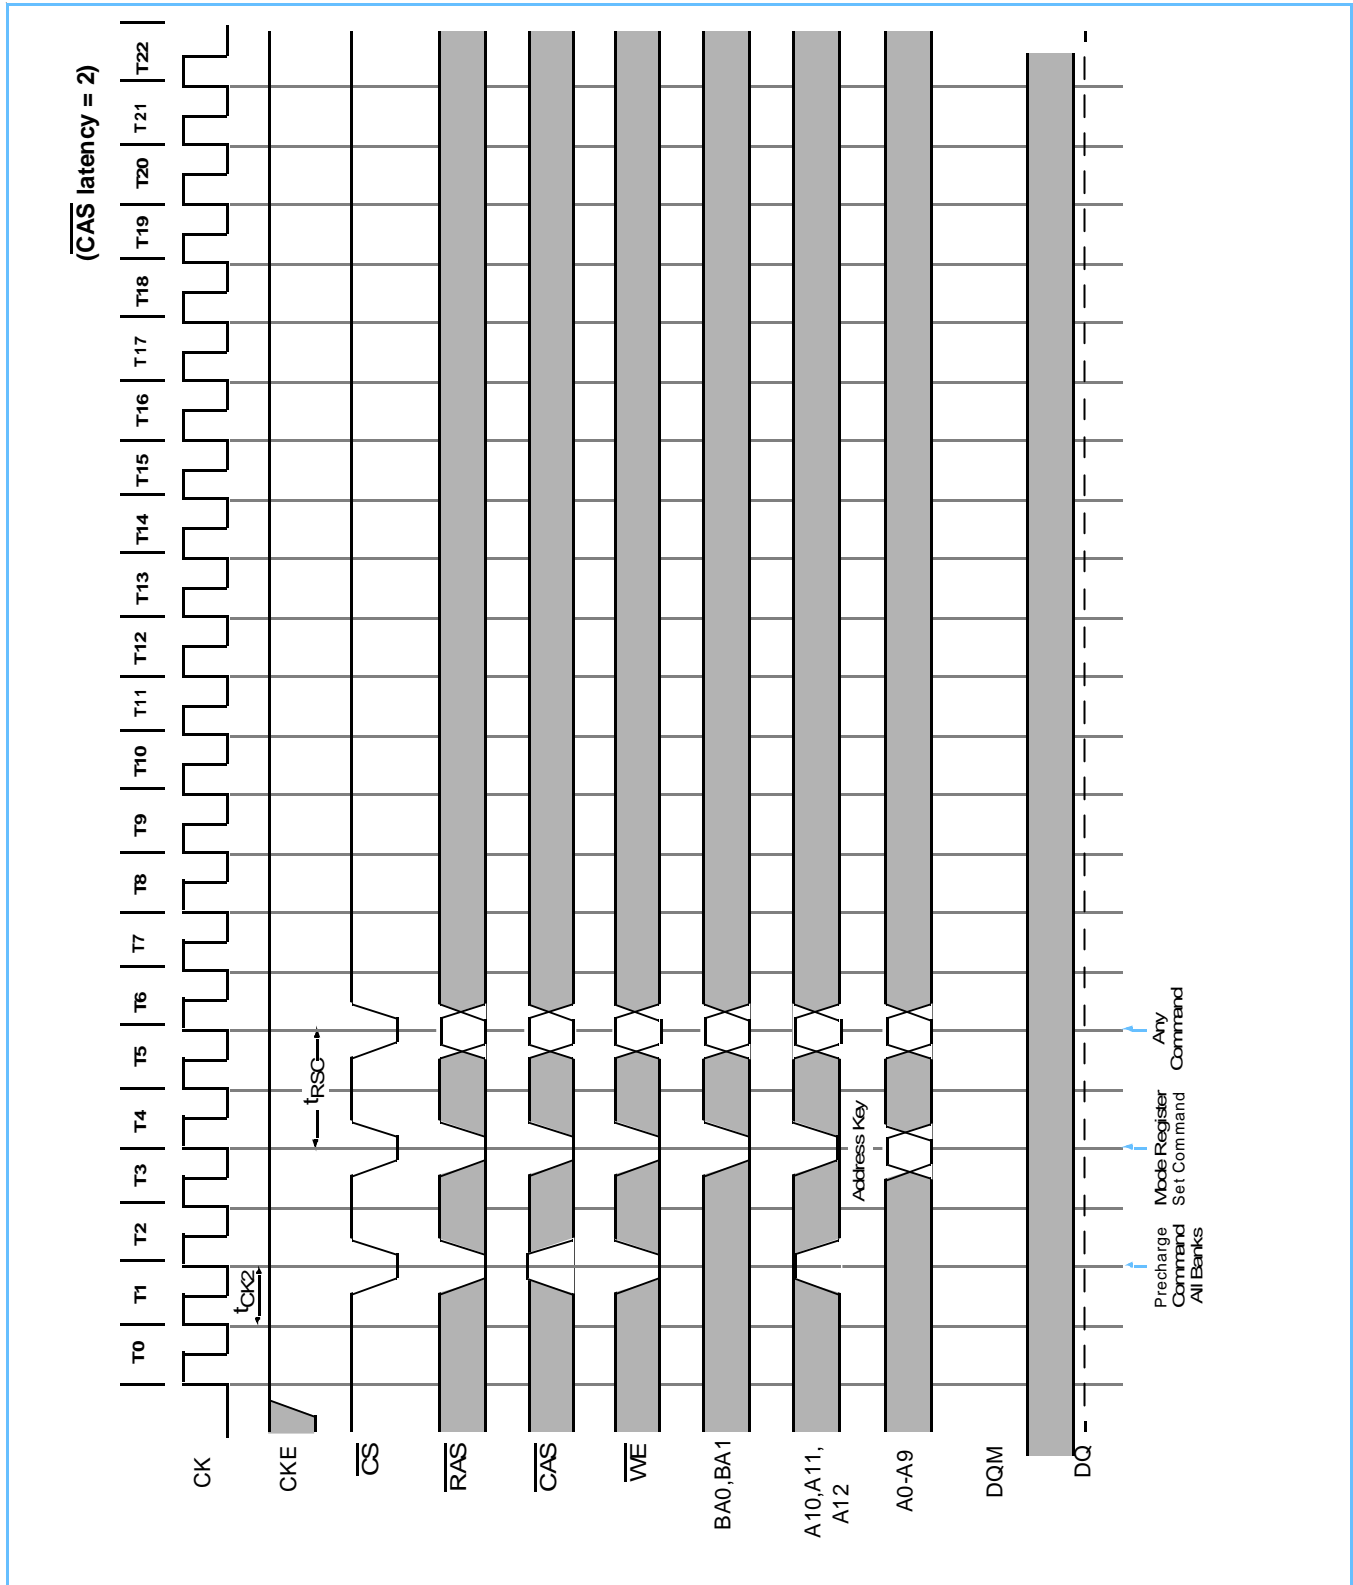 (CAS latency = 2)
T0 T1 T2 T3 T4 T5 T6 T7 T8 T9 T10 T11 T12 T13 T14 T15 T16 T17 T18 T19 T20 T21 T22
CK
tCK2
CKE
tRSC
CS
RAS
CAS
WE
BA0,BA1
A10,A11,
A12
Address Key
A0-A9
DQM
DQ
Precharge
Command
All Banks
Mode Register
Set Command
Any
Command